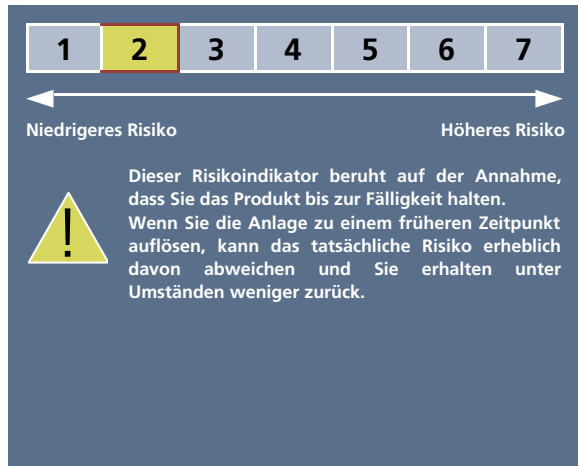 1 2 3 4 5 6 7
Niedrigeres Risiko Höheres Risiko
!
Dieser Risikoindikator beruht auf der Annahme,
dass Sie das Produkt bis zur Fälligkeit halten.
Wenn Sie die Anlage zu einem früheren Zeitpunkt
auflösen, kann das tatsächliche Risiko erheblich
davon abweichen und Sie erhalten unter
Umständen weniger zurück.